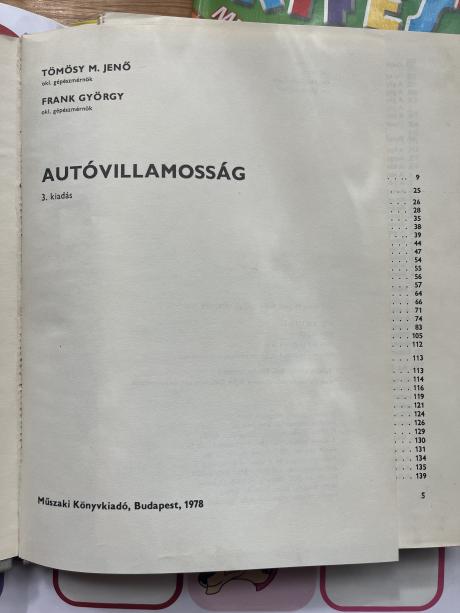 TÖMÖSY M. JENŐ
okl. gépészmérnök
FRANK GYÖRGY
okl. gépészmérnök
AUTÓVILLAMOSSÁG
3. kiadás
Műszaki Könyvkiadó, Budapest, 1978
. . . . 9
. . . . 25
. . . . 26
. . . . 28
. . . . 35
. . . . 38
. . . . 39
. . . . 44
. . . . 47
. . . . 54
. . . . 55
. . . . 56
. . . . 57
. . . . 64
. . . . 66
. . . . 71
. . . . 74
. . . . 83
. . . . 105
. . . . 112
. . . . 113
. . . . 113
. . . . 114
. . . . 116
. . . . 119
. . . . 121
. . . . 124
. . . . 126
. . . . 129
. . . . 130
. . . . 131
. . . . 134
. . . . 135
. . . . 139
5